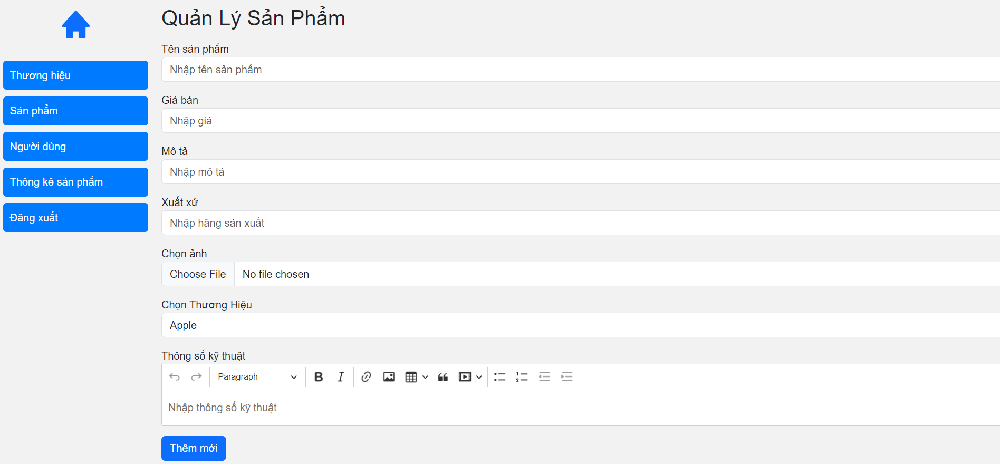 Thương hiệu
Sản phẩm
Người dùng
Thông kê sản phẩm
Đăng xuất
Quản Lý Sản Phẩm
Tên sản phẩm
Nhập tên sản phấm
Giá bán
Nhập giá
Mô tả
Nhập mô tả
Xuất xứ
Nhập hãng sản xuất
Chọn ảnh
Choose File No file chosen
Chọn Thương Hiệu
Apple
Thông số kỹ thuật
Paragraph
Nhập thông số kỹ thuật
Thêm mới